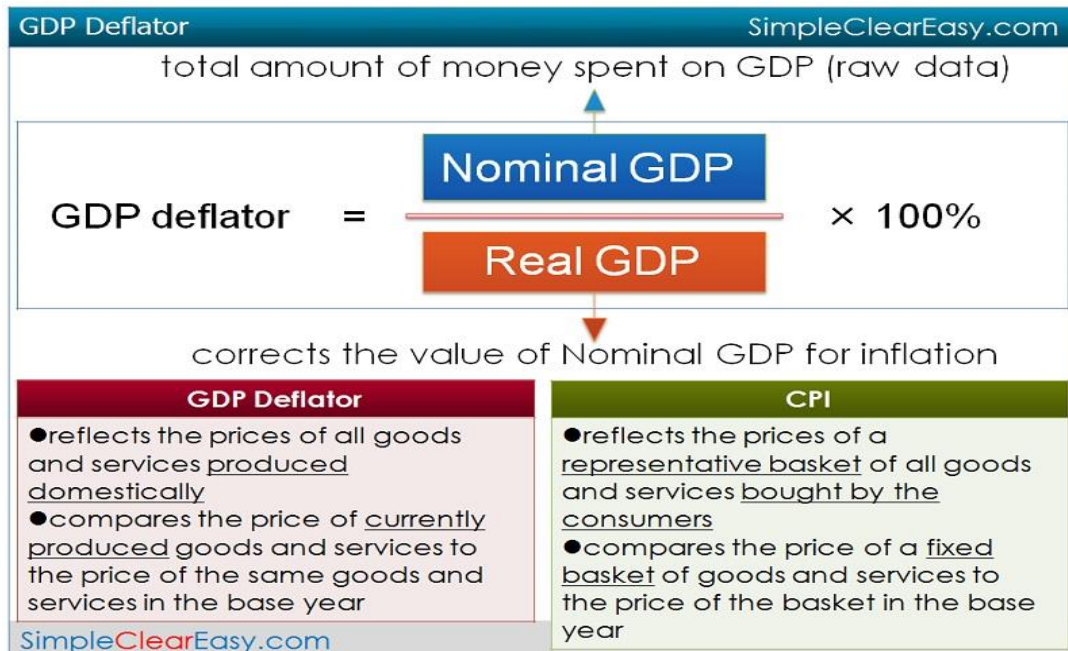 GDP Deflator
SimpleClearEasy.com
total amount of money spent on GDP (raw data)
Nominal GDP
GDP deflator = × 100%
Real GDP
corrects the value of Nominal GDP for inflation
GDP Deflator
●reflects the prices of all goods
and services produced
domestically
●compares the price of currently
produced goods and services to
the price of the same goods and
services in the base year
CPI
●reflects the prices of a
representative basket of all goods
and services bought by the
consumers
●compares the price of a fixed
basket of goods and services to
the price of the basket in the base
year
SimpleClearEasy.com